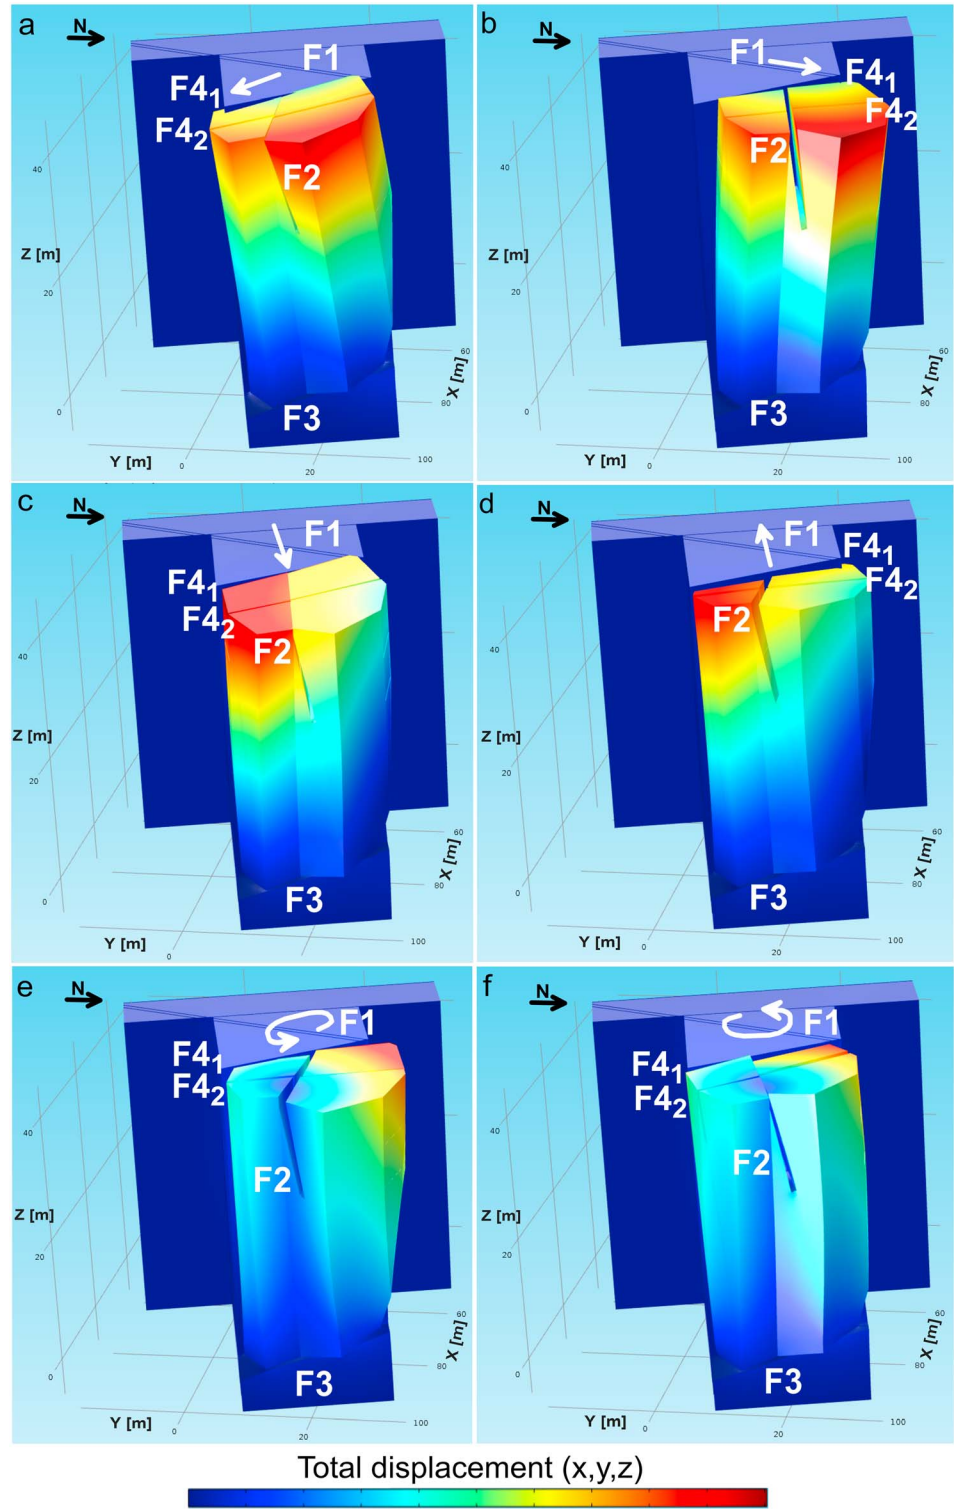 a
N
F1
F4₁
F4₂
F2
40
Z [m]
20
0
F3
60
X [m]
80
Y [m]
0
20
100
b
N
F1
F4₁
F4₂
F2
40
Z [m]
20
0
F3
60
X [m]
80
Y [m]
0
20
100
c
N
F1
F4₁
F4₂
F2
40
Z [m]
20
0
F3
60
X [m]
80
Y [m]
0
100
d
N
F1
F4₁
F4₂
F2
40
Z [m]
20
0
F3
60
X [m]
80
Y [m]
0
20
100
e
N
F1
F4₁
F4₂
40
F2
Z [m]
20
0
F3
60
X [m]
80
Y [m]
0
20
100
f
N
F1
F4₁
F4₂
40
F2
Z [m]
20
0
F3
60
X [m]
80
Y [m]
0
20
100
Total displacement (x,y,z)